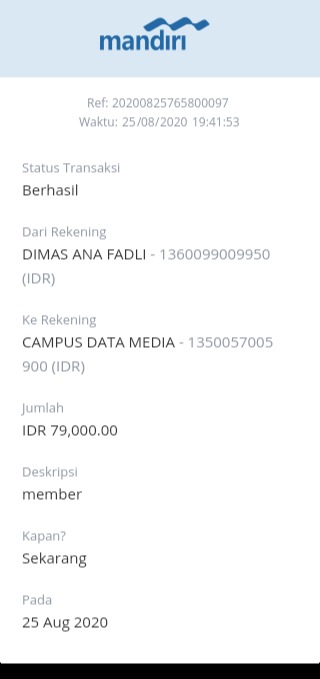 mandiri
Ref: 20200825765800097
Waktu: 25/08/2020 19:41:53
Status Transaksi
Berhasil
Dari Rekening
DIMAS ANA FADLI - 1360099009950
(IDR)
Ke Rekening
CAMPUS DATA MEDIA - 1350057005
900 (IDR)
Jumlah
IDR 79,000.00
Deskripsi
member
Kapan?
Sekarang
Pada
25 Aug 2020